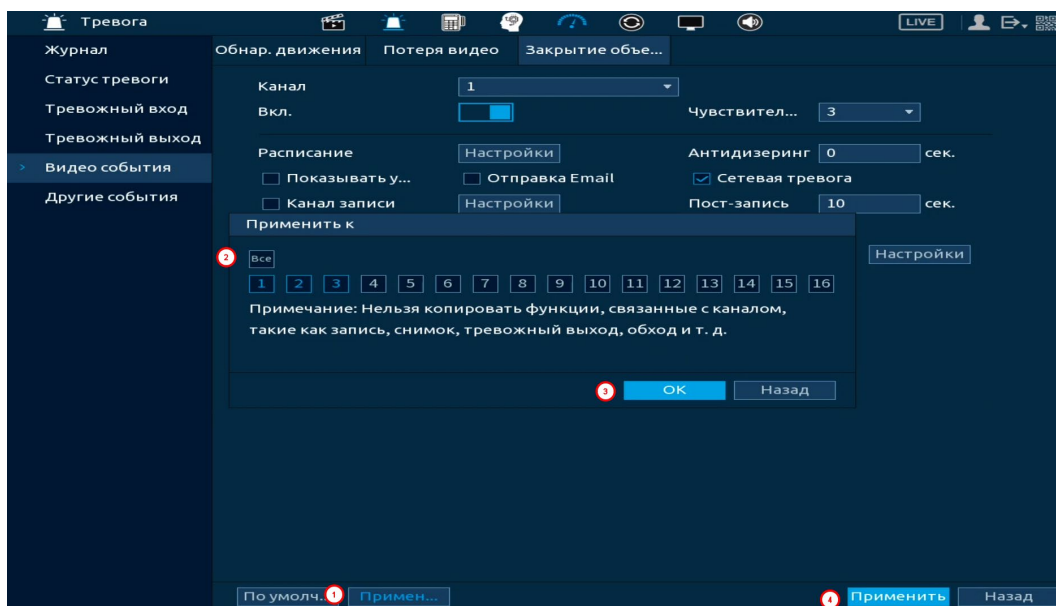 Тревога LIVE
Журнал
Статус тревоги
Тревожный вход
Тревожный выход
Видео события
Другие события
Обнар. движения Потеря видео Закрытие объе...
Канал 1
Вкл. Чувствител... 3
Расписание Настройки Антидизеринг 0 сек.
Показывать у... Отправка Email Сетевая тревога
Канал записи Настройки Пост-запись 10 сек.
Настройки
Применить к
2 Все
1 2 3 4 5 6 7 8 9 10 11 12 13 14 15 16
Примечание: Нельзя копировать функции, связанные с каналом,
такие как запись, снимок, тревожный выход, обход и т. д.
3 OK Назад
По умолч... 1 Примен... 4 Применить Назад